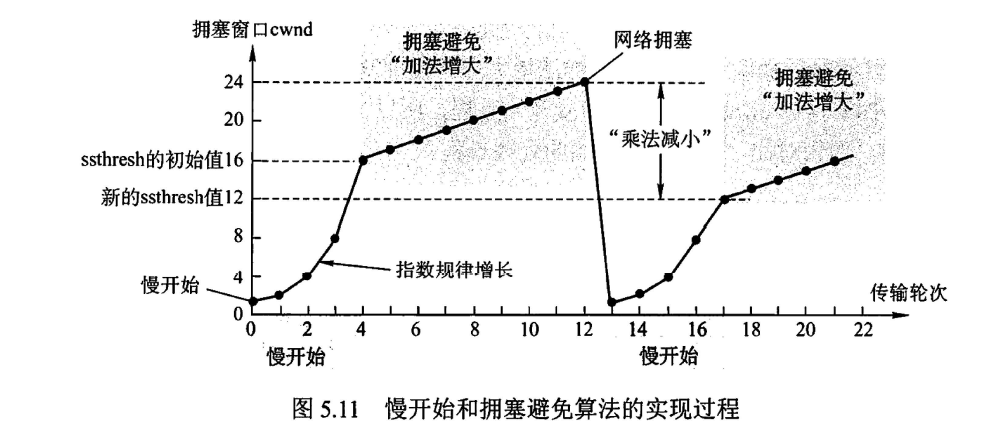 拥塞窗口cwnd
拥塞避免
“加法增大”
网络拥塞
拥塞避免
“加法增大”
24
20
“乘法减小”
ssthresh的初始值16
新的ssthresh值12
8
指数规律增长
4
慢开始
传输轮次
0
0 2 4 6 8 10 12 14 16 18 20 22
慢开始 慢开始
图 5.11 慢开始和拥塞避免算法的实现过程